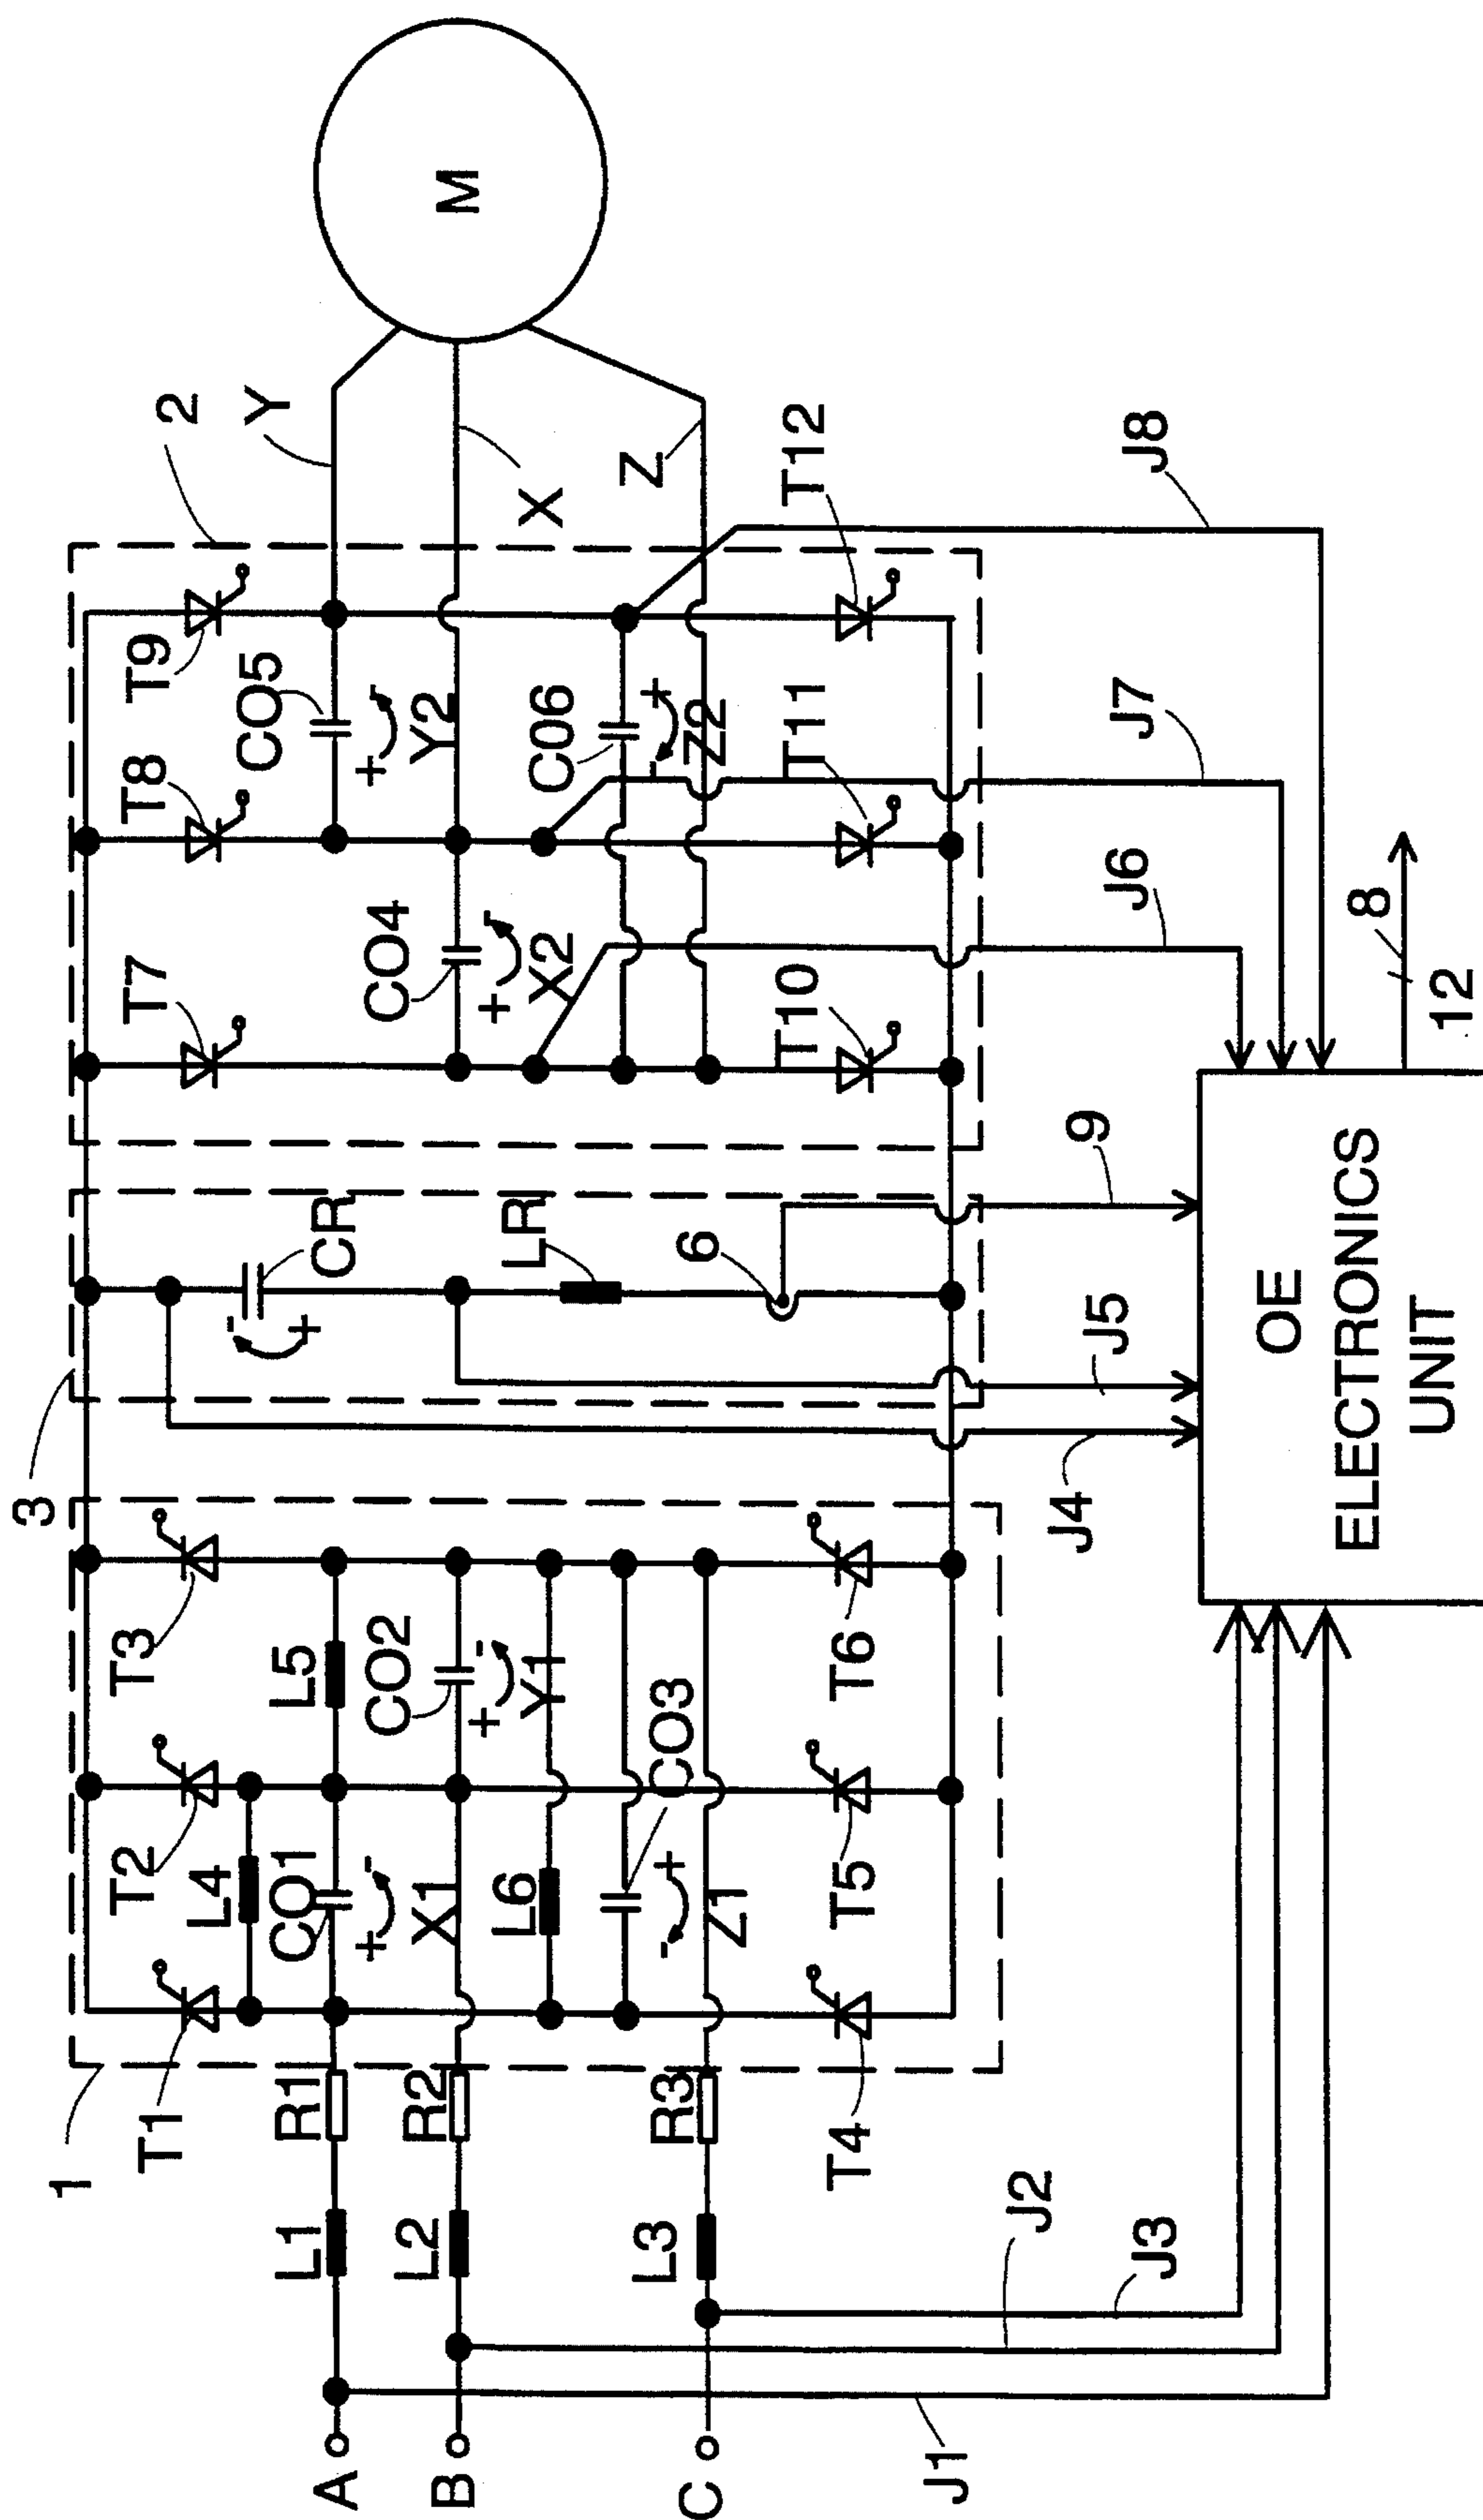 1
T1
T2
T3
3
T7
T8
T9
2
Y
L4
L1
R1
CO1
L5
CR
CO4
CO5
+ -
+ -
+ -
+ -
L2
R2
X1
CO2
Y1
+ -
X2
Y2
X
M
L6
LR
CO6
L3
R3
CO3
- +
Z1
6
- +
Z2
Z
T4
T5
T6
T10
T11
T12
A
B
C
J1
J2
J3
J4
J5
9
J6
J7
J8
OE
ELECTRONICS
UNIT
8
12